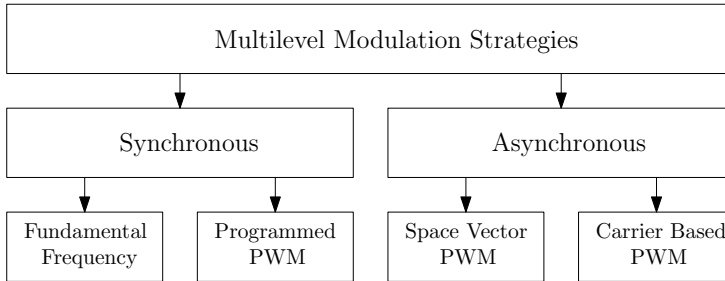 Multilevel Modulation Strategies
Synchronous
Asynchronous
Fundamental
Frequency
Programmed
PWM
Space Vector
PWM
Carrier Based
PWM